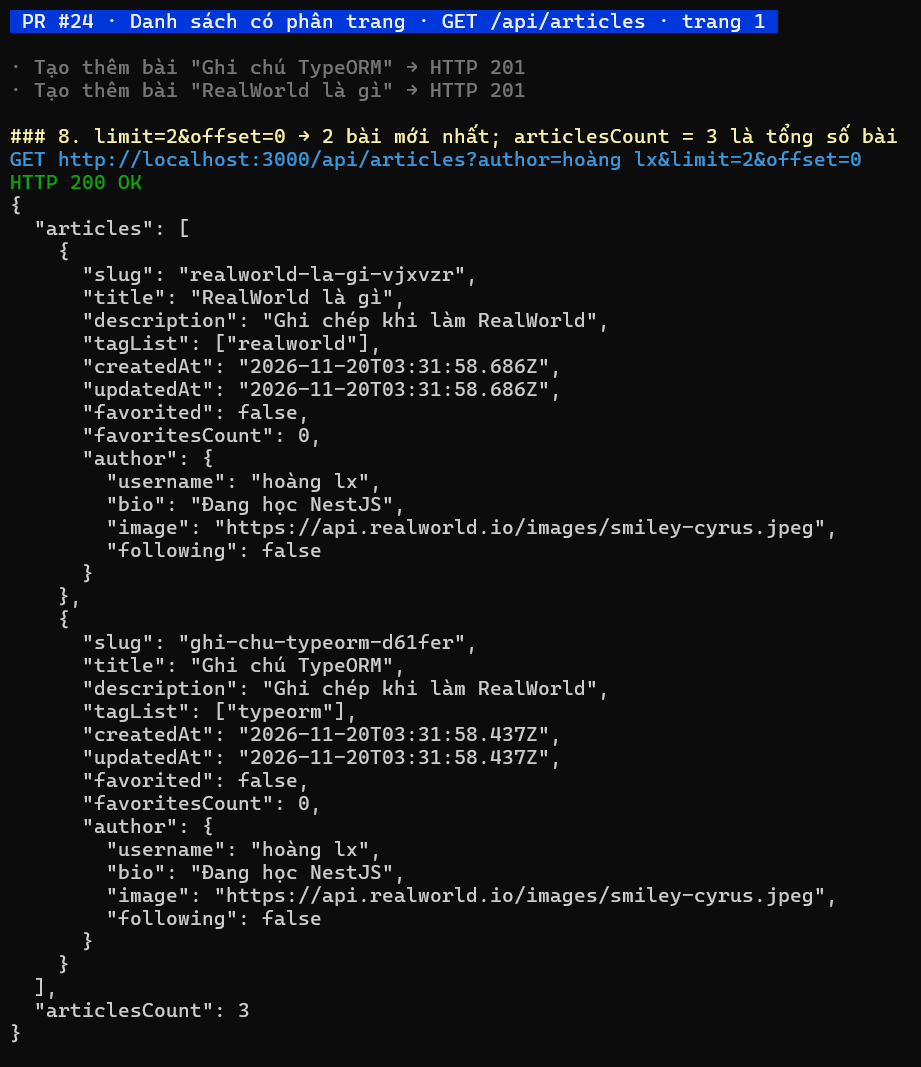 PR #24 · Danh sách có phân trang · GET /api/articles · trang 1
· Tạo thêm bài "Ghi chú TypeORM" → HTTP 201
· Tạo thêm bài "RealWorld là gì" → HTTP 201
### 8. limit=2&offset=0 → 2 bài mới nhất; articlesCount = 3 là tổng số bài
GET http://localhost:3000/api/articles?author=hoàng lx&limit=2&offset=0
HTTP 200 OK
{
  "articles": [
    {
      "slug": "realworld-la-gi-vjxvzr",
      "title": "RealWorld là gì",
      "description": "Ghi chép khi làm RealWorld",
      "tagList": ["realworld"],
      "createdAt": "2026-11-20T03:31:58.686Z",
      "updatedAt": "2026-11-20T03:31:58.686Z",
      "favorited": false,
      "favoritesCount": 0,
      "author": {
        "username": "hoàng lx",
        "bio": "Đang học NestJS",
        "image": "https://api.realworld.io/images/smiley-cyrus.jpeg",
        "following": false
      }
    },
    {
      "slug": "ghi-chu-typeorm-d61fer",
      "title": "Ghi chú TypeORM",
      "description": "Ghi chép khi làm RealWorld",
      "tagList": ["typeorm"],
      "createdAt": "2026-11-20T03:31:58.437Z",
      "updatedAt": "2026-11-20T03:31:58.437Z",
      "favorited": false,
      "favoritesCount": 0,
      "author": {
        "username": "hoàng lx",
        "bio": "Đang học NestJS",
        "image": "https://api.realworld.io/images/smiley-cyrus.jpeg",
        "following": false
      }
    }
  ],
  "articlesCount": 3
}